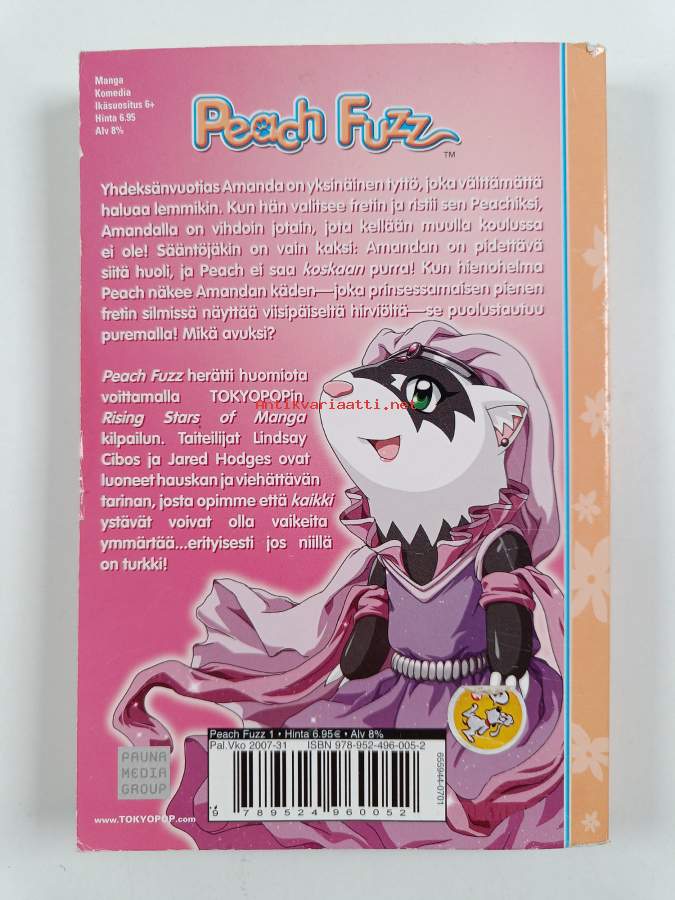 Manga
Komedia
Ikäsuositus 6+
Hinta 6.95
Alv 8%
Peach Fuzz
TM
Yhdeksänvuotias Amanda on yksinäinen tyttö, joka välttämättä
haluaa lemmikin. Kun hän valitsee fretin ja ristii sen Peachiksi,
Amandalla on vihdoin jotain, jota kellään muulla koulussa
ei ole! Sääntöjäkin on vain kaksi: Amandan on pidettävä
siitä huoli, ja Peach ei saa koskaan purra! Kun hienohelma
Peach näkee Amandan käden—joka prinsessamaisen pienen
fretin silmissä näyttää viisipäiseltä hirviöltä—se puolustautuu
puremalla! Mikä avuksi?
Peach Fuzz herätti huomiota
voittamalla TOKYOPOPin
Rising Stars of Manga
kilpailun. Taiteilijat Lindsay
Cibos ja Jared Hodges ovat
luoneet hauskan ja viehättävän
tarinan, josta opimme että kaikki
ystävät voivat olla vaikeita
ymmärtää...erityisesti jos niillä
on turkki!
Antikvariaatti.net
PAUNA
MEDIA
GROUP
www.TOKYOPOP.com
Peach Fuzz 1 • Hinta 6.95€ • Alv 8%
Pal.Vko 2007-31 ISBN 978-952-496-005-2
655944-0701
9 789524 960052